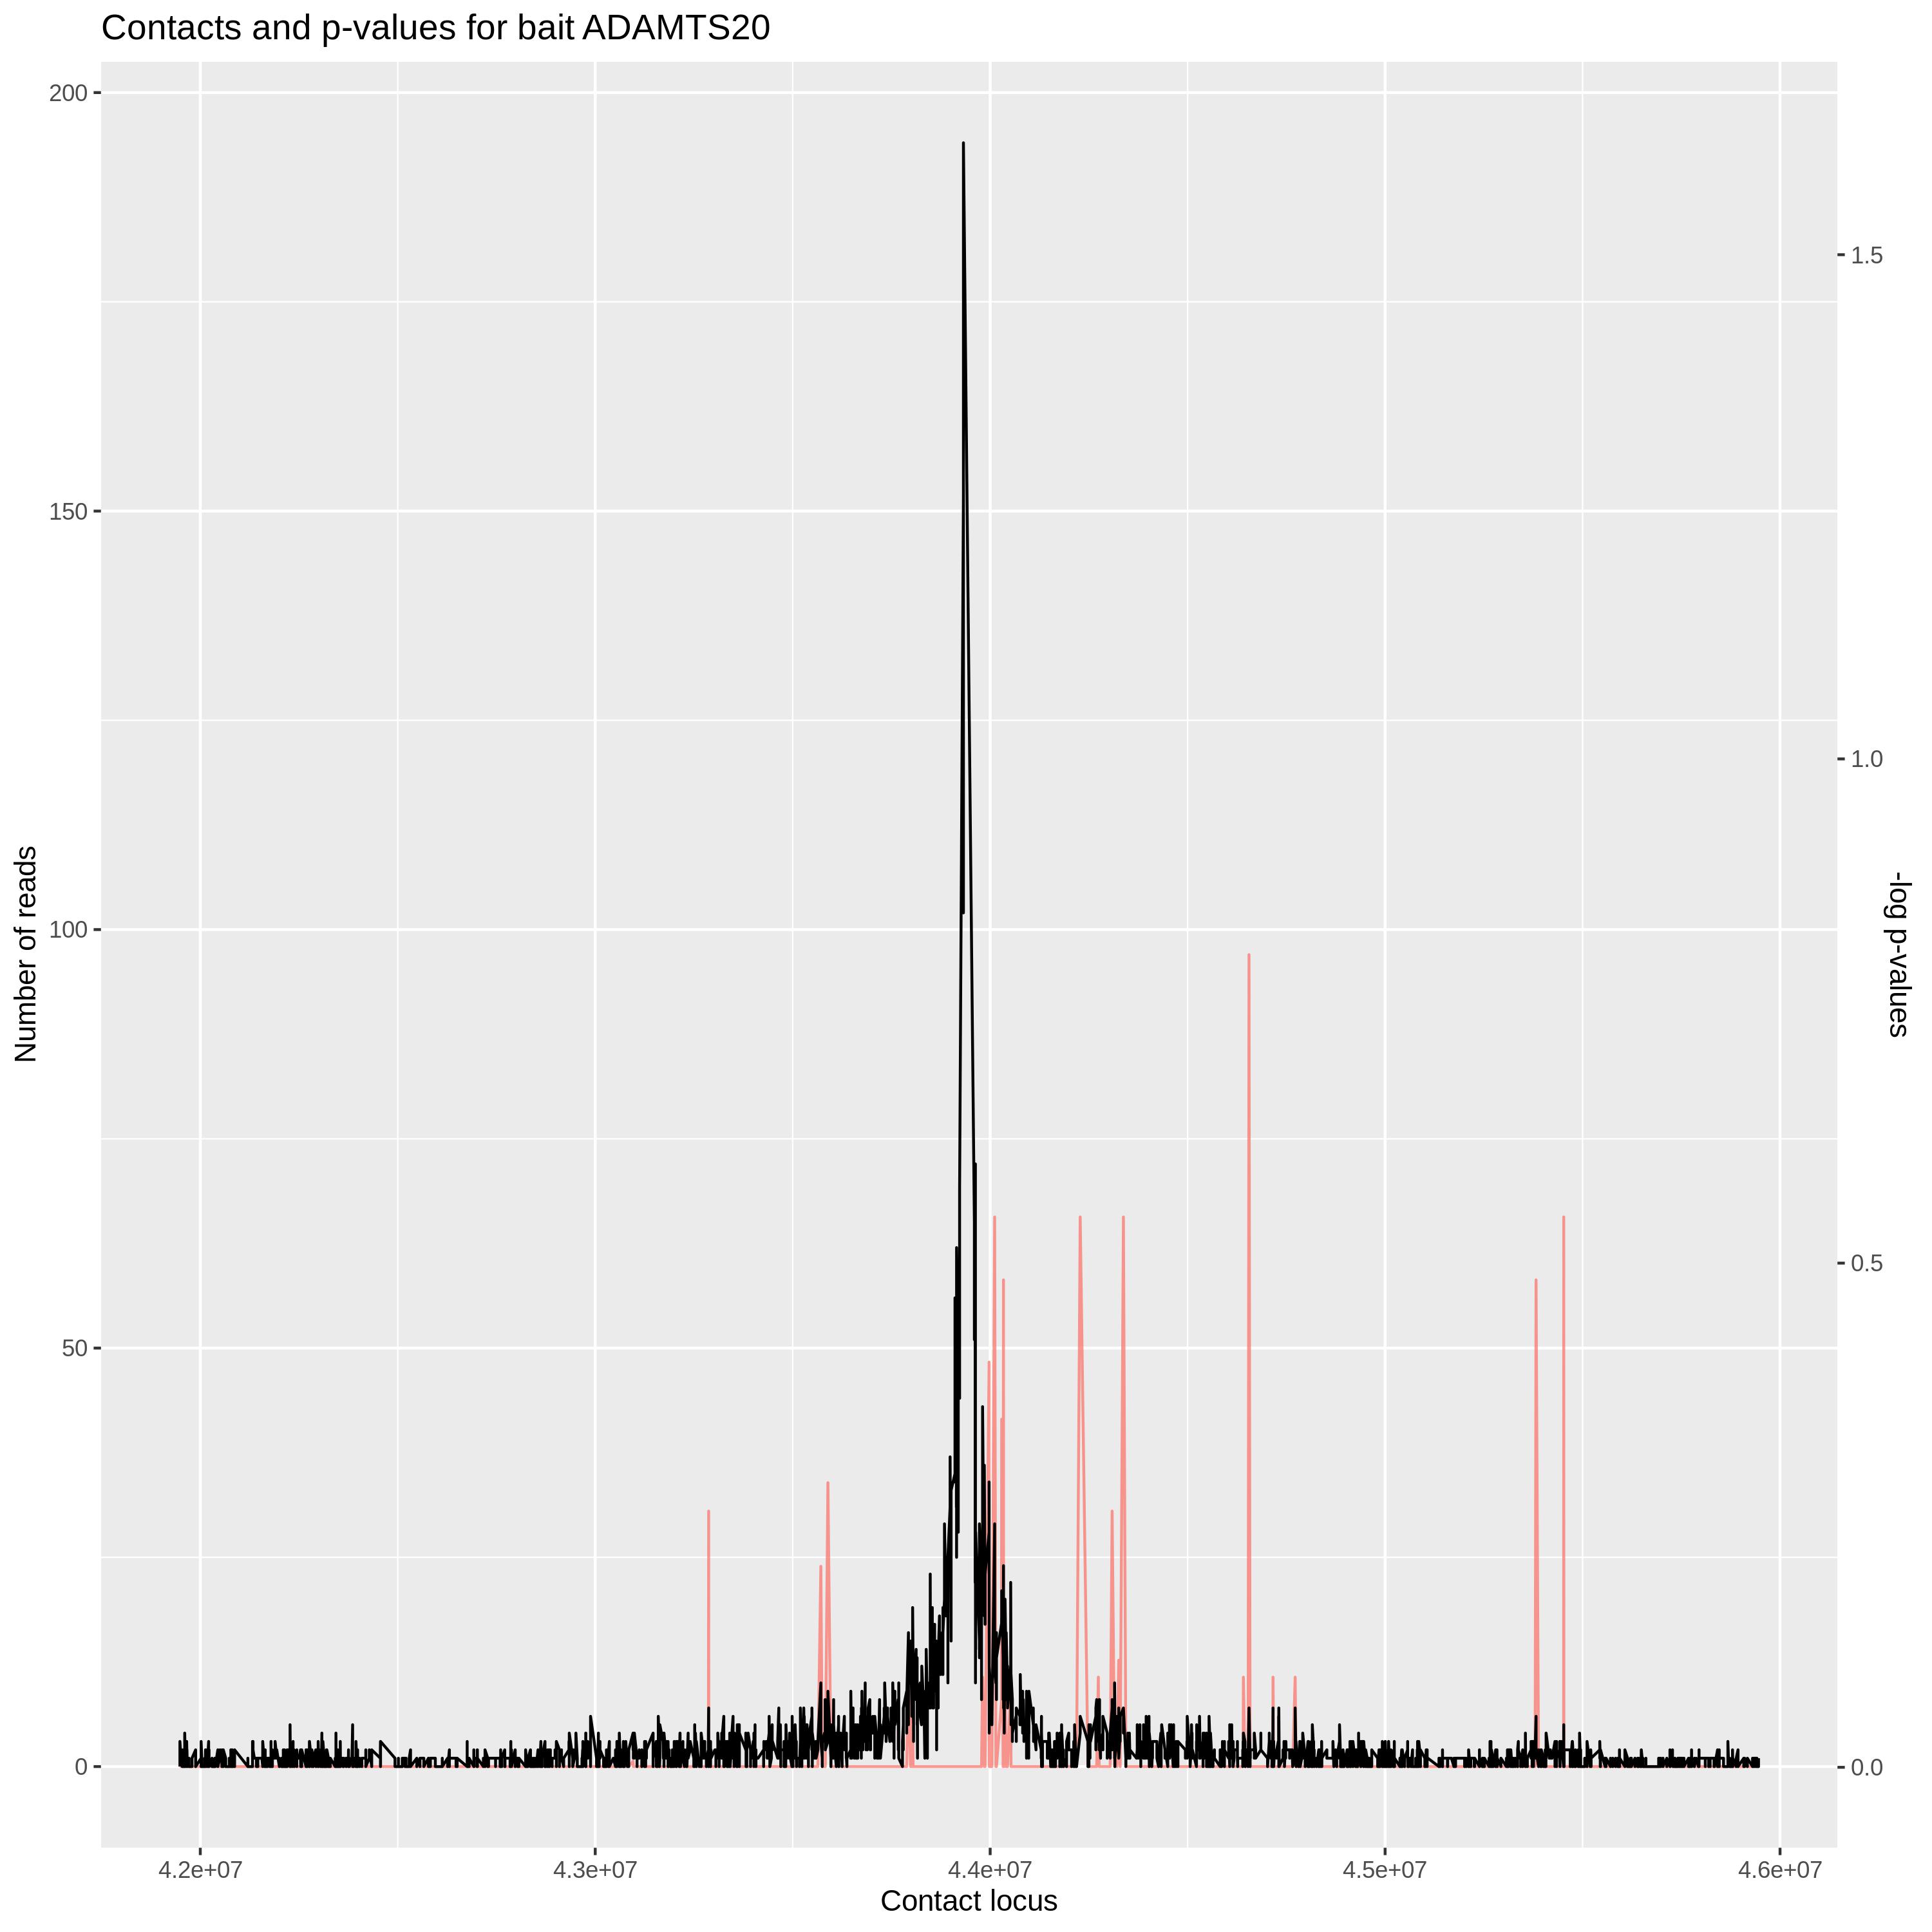 Contacts and p-values for bait ADAMTS20
200
150
100
50
0
Number of reads
1.5
1.0
0.5
0.0
-log p-values
4.2e+07
4.3e+07
4.4e+07
4.5e+07
4.6e+07
Contact locus